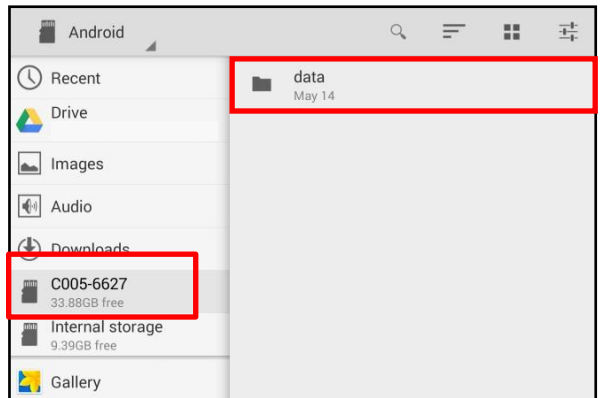 Android
Recent
Drive
Images
Audio
Downloads
C005-6627
33.88GB free
Internal storage
9.39GB free
Gallery
data
May 14